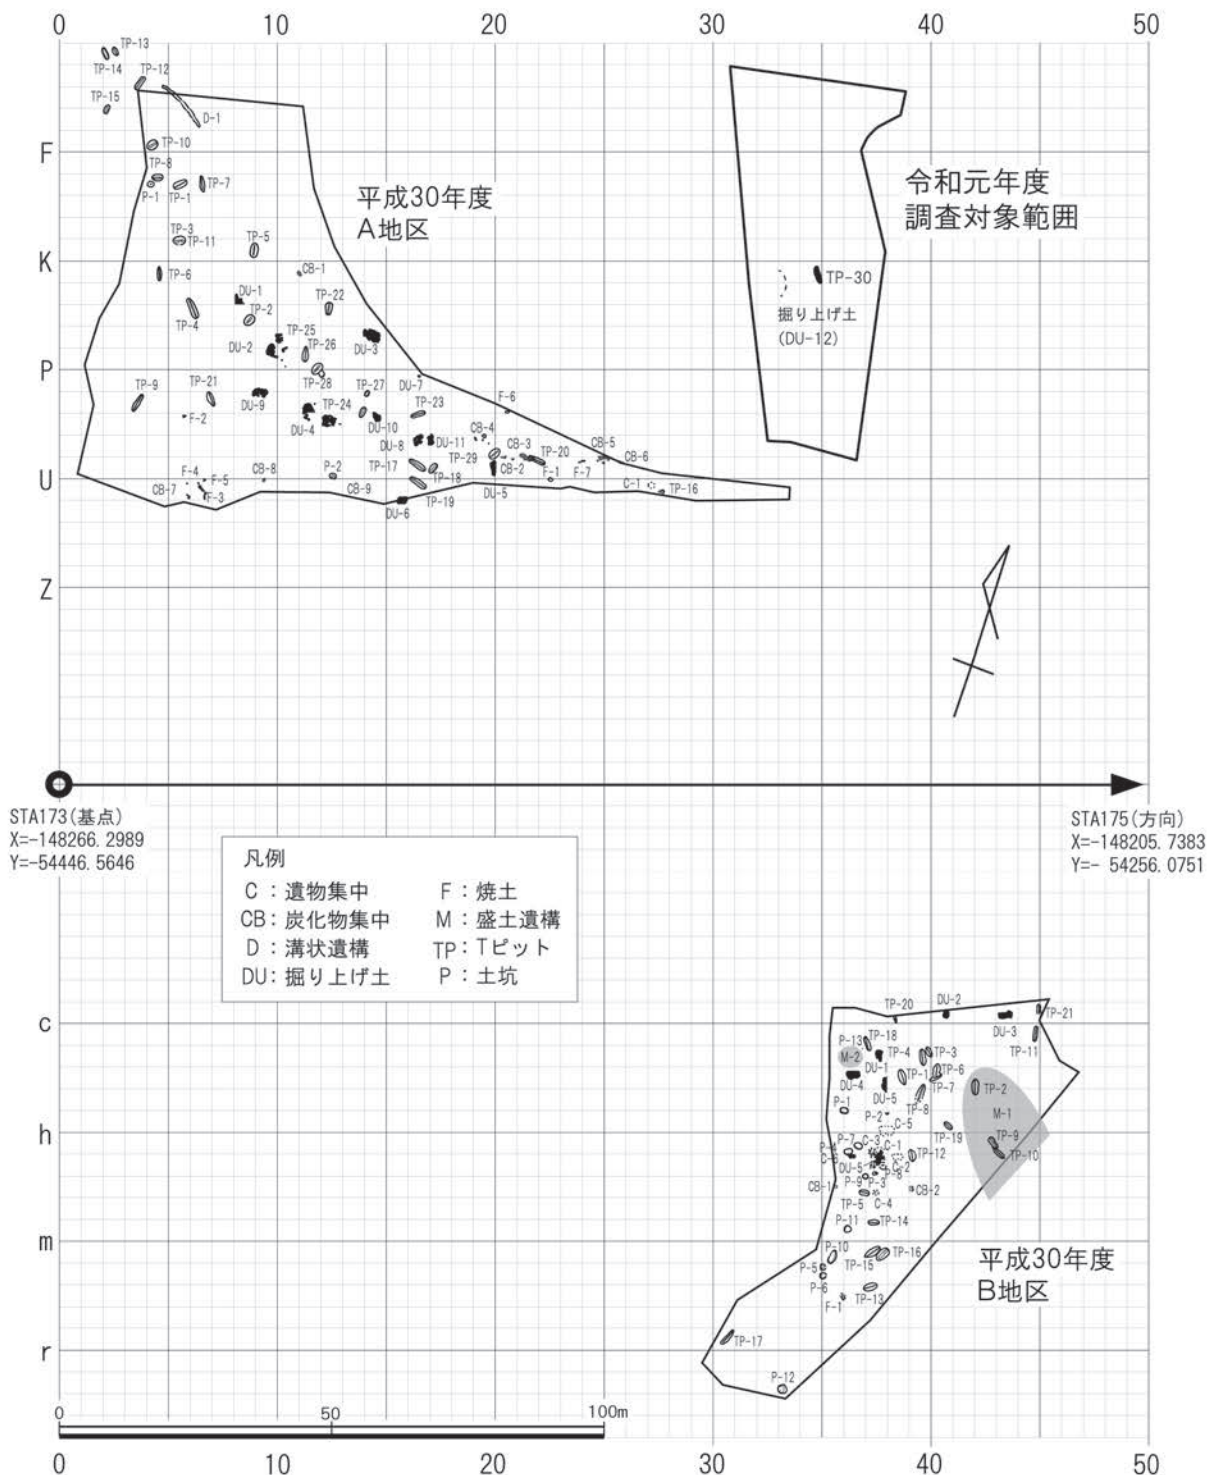 0 10 20 30 40 50
TP-13
TP-14
TP-12
TP-15
D-1
F
TP-10
TP-8
P-1
TP-1
TP-7
平成30年度
A地区
令和元年度
調査対象範囲
TP-3
TP-11
TP-5
K
TP-6
CB-1
TP-30
DU-1
TP-2
TP-22
TP-4
掘り上げ土
(DU-12)
TP-25
DU-2
TP-26
DU-3
P
TP-28
TP-27
DU-7
TP-9
TP-21
DU-9
TP-24
TP-23
F-6
F-2
DU-4
DU-10
CB-4
DU-8
DU-11
CB-3
CB-5
TP-29
TP-20
CB-6
TP-17
CB-2
F-7
U
F-4
F-5
CB-8
P-2
TP-18
F-1
CB-7
F-3
CB-9
DU-5
C-1
TP-16
DU-6
TP-19
Z
STA173(基点)
X=-148266.2989
Y=-54446.5646
STA175(方向)
X=-148205.7383
Y=- 54256.0751
凡例
C : 遺物集中
F : 焼土
CB: 炭化物集中
M : 盛土遺構
D : 溝状遺構
TP: Tピット
DU: 掘り上げ土
P : 土坑
c
TP-20
DU-2
TP-21
DU-3
P-13
TP-18
TP-11
M-2
TP-4
TP-3
DU-1
TP-1
TP-6
DU-4
TP-7
TP-2
DU-5
TP-8
P-1
P-2
M-1
h
C-5
TP-19
TP-9
P-7
C-3
P-4
C-1
C-6
TP-12
TP-10
DU-5
C-2
P-8
P-9
P-3
CB-1
CB-2
TP-5
C-4
P-11
TP-14
m
P-10
TP-15
TP-16
平成30年度
B地区
P-5
P-6
F-1
TP-13
r
TP-17
P-12
0 50 100m
0 10 20 30 40 50